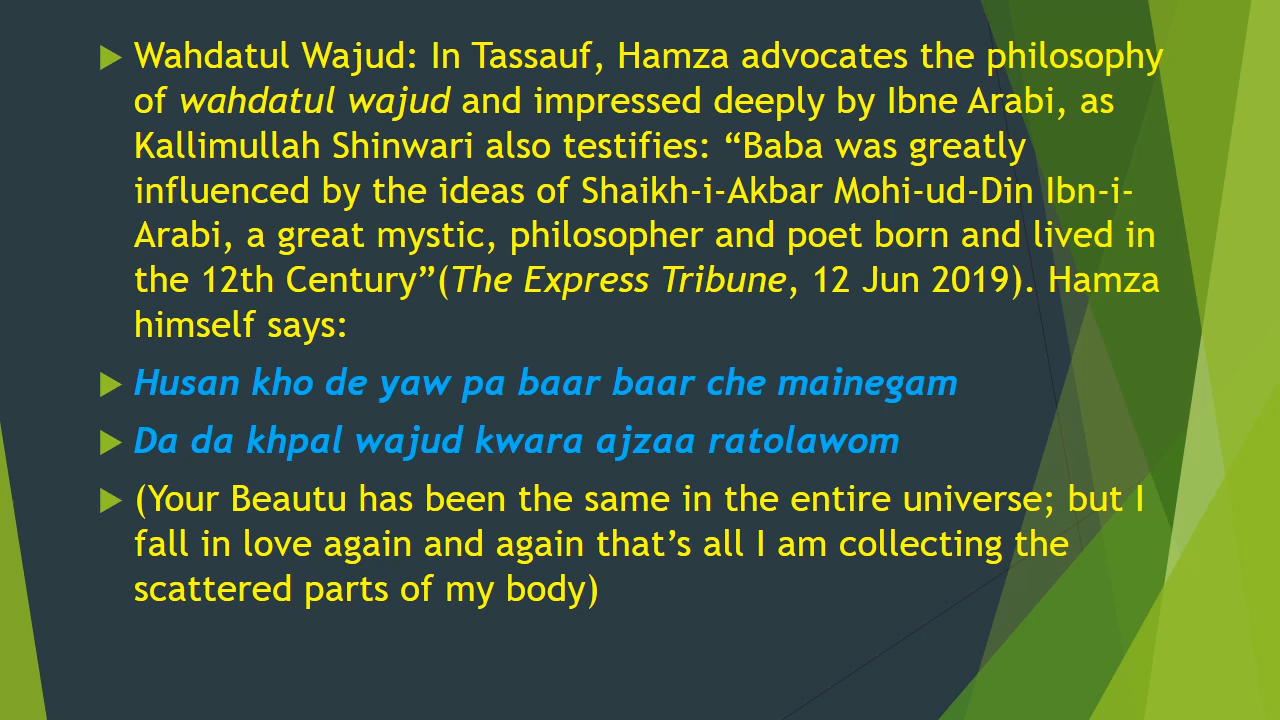 Wahdatul Wajud: In Tassauf, Hamza advocates the philosophy
of wahdatul wajud and impressed deeply by Ibne Arabi, as
Kallimullah Shinwari also testifies: “Baba was greatly
influenced by the ideas of Shaikh-i-Akbar Mohi-ud-Din Ibn-i-
Arabi, a great mystic, philosopher and poet born and lived in
the 12th Century”(The Express Tribune, 12 Jun 2019). Hamza
himself says:
Husan kho de yaw pa baar baar che mainegam
Da da khpal wajud kwara ajzaa ratolawom
(Your Beautu has been the same in the entire universe; but I
fall in love again and again that’s all I am collecting the
scattered parts of my body)